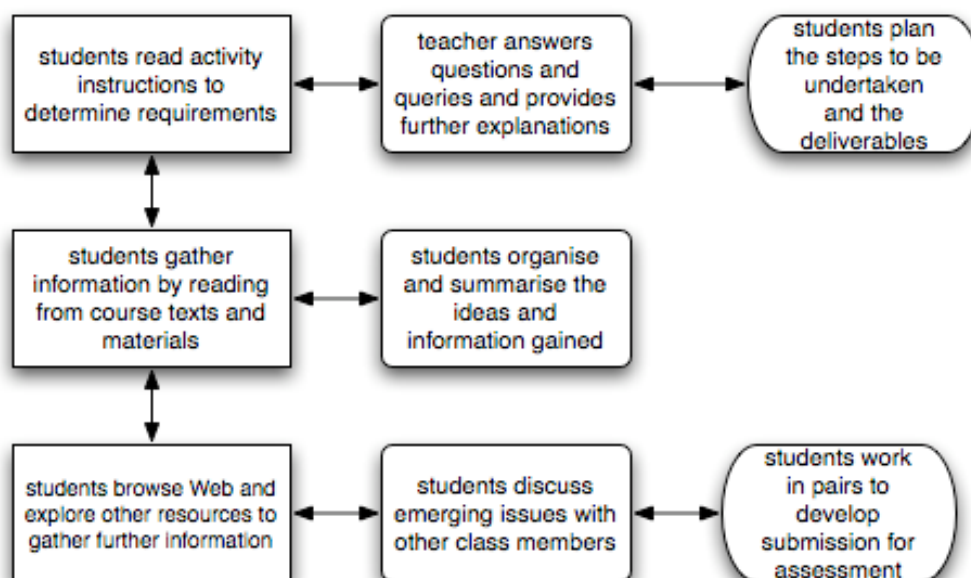 students read activity
instructions to
determine requirements
teacher answers
questions and
queries and provides
further explanations
students plan
the steps to be
undertaken
and the
deliverables
students gather
information by reading
from course texts and
materials
students organise
and summarise the
ideas and
information gained
students browse Web and
explore other resources to
gather further information
students discuss
emerging issues with
other class members
students work
in pairs to
develop
submission for
assessment